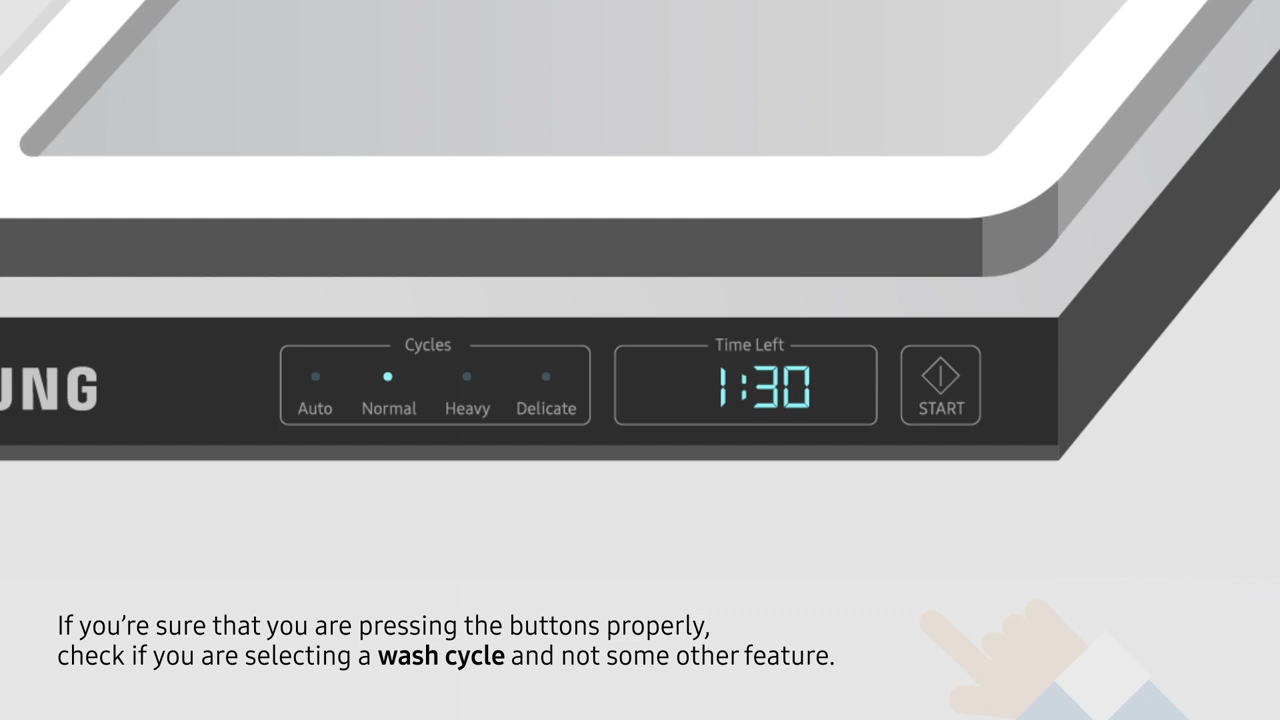 UNG
Cycles
Auto Normal Heavy Delicate
Time Left
1:30
START
If you're sure that you are pressing the buttons properly,
check if you are selecting a wash cycle and not some other feature.